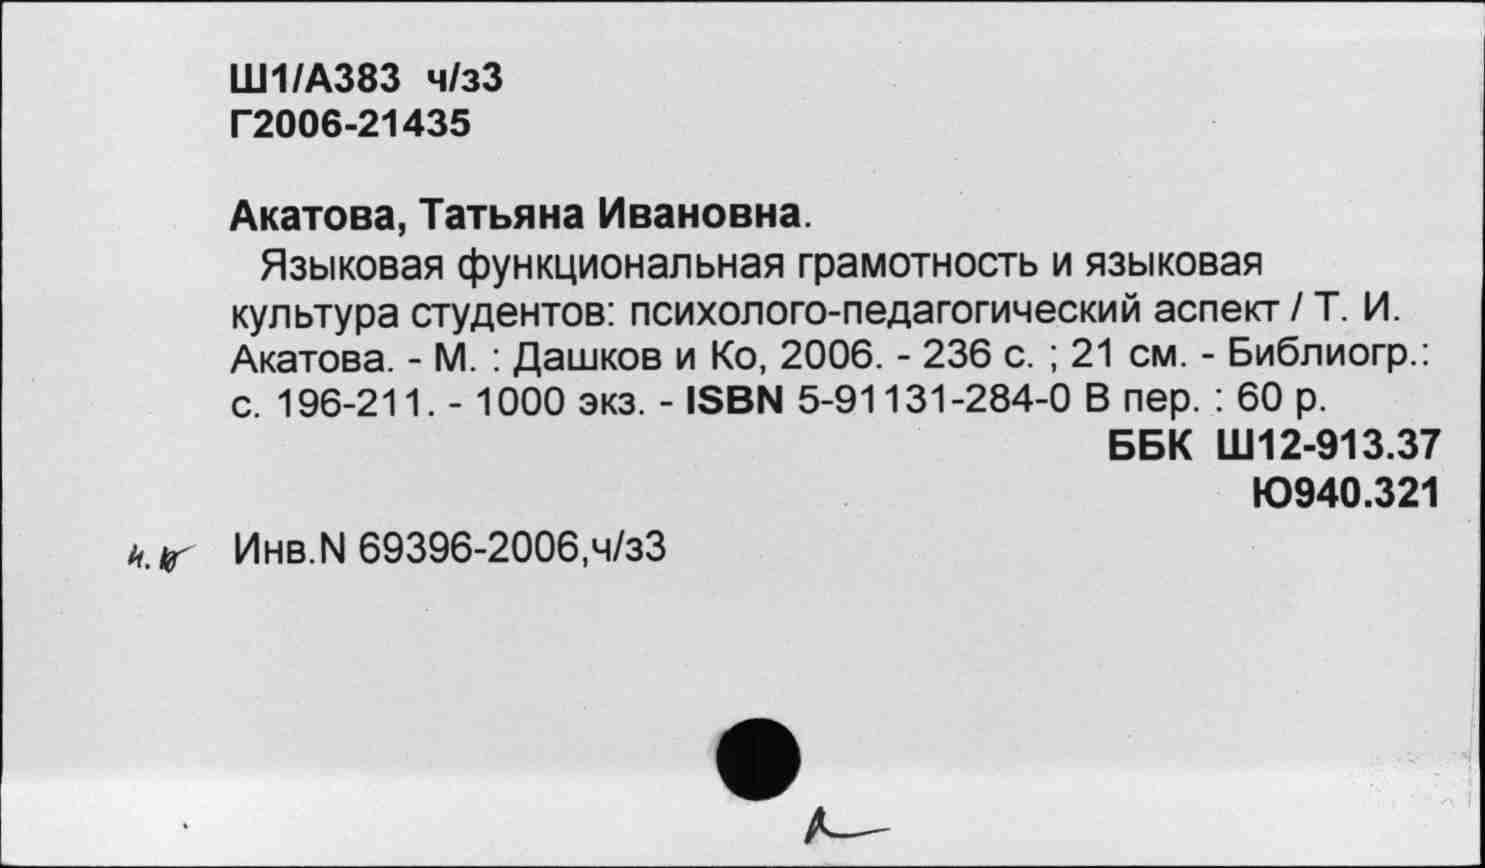 Ш1/А383 ч/з3
Г2006-21435
Акатова, Татьяна Ивановна.
Языковая функциональная грамотность и языковая
культура студентов: психолого-педагогический аспект / Т. И.
Акатова. - М. : Дашков и Ко, 2006. - 236 с. ; 21 см. - Библиогр.:
с. 196-211. - 1000 экз. - ISBN 5-91131-284-0 В пер. : 60 р.
ББК Ш12-913.37
Ю940.321
Инв.N 69396-2006,ч/з3